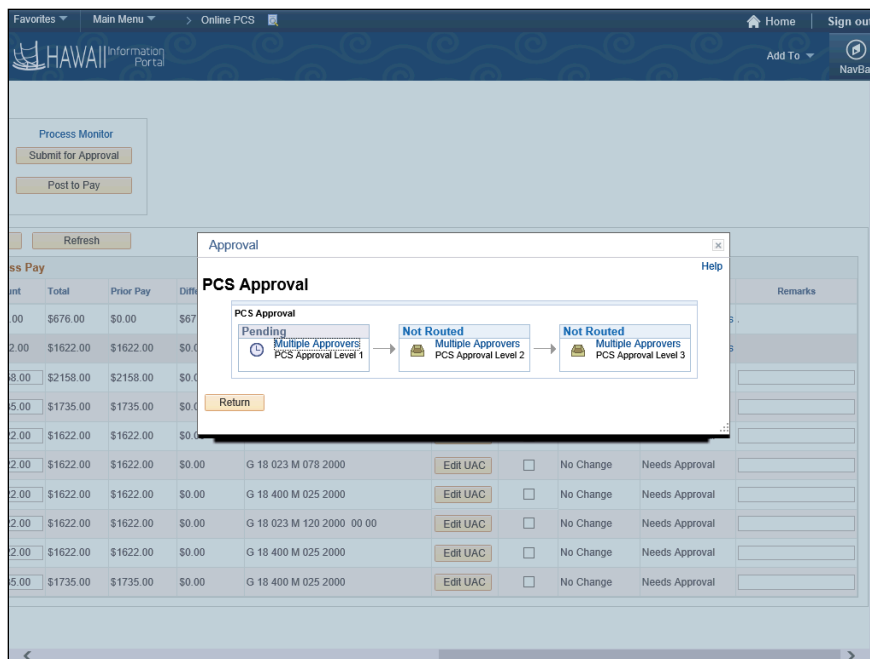 Favorites Main Menu > Online PCS Home Sign out
HAWAII Information Portal
Add To
NavBa
Process Monitor
Submit for Approval
Post to Pay
Refresh
ss Pay
unt Total Prior Pay Diffe Remarks
.00 $676.00 $0.00 $67
2.00 $1622.00 $1622.00 $0.0
8.00 $2158.00 $2158.00 $0.0
5.00 $1735.00 $1735.00 $0.0
22.00 $1622.00 $1622.00 $0.0
22.00 $1622.00 $1622.00 $0.00 G 18 023 M 078 2000 Edit UAC No Change Needs Approval
22.00 $1622.00 $1622.00 $0.00 G 18 400 M 025 2000 Edit UAC No Change Needs Approval
22.00 $1622.00 $1622.00 $0.00 G 18 023 M 120 2000 00 00 Edit UAC No Change Needs Approval
22.00 $1622.00 $1622.00 $0.00 G 18 400 M 025 2000 Edit UAC No Change Needs Approval
35.00 $1735.00 $1735.00 $0.00 G 18 400 M 025 2000 Edit UAC No Change Needs Approval
Approval
Help
PCS Approval
PCS Approval
Pending
Multiple Approvers
PCS Approval Level 1
Not Routed
Multiple Approvers
PCS Approval Level 2
Not Routed
Multiple Approvers
PCS Approval Level 3
Return